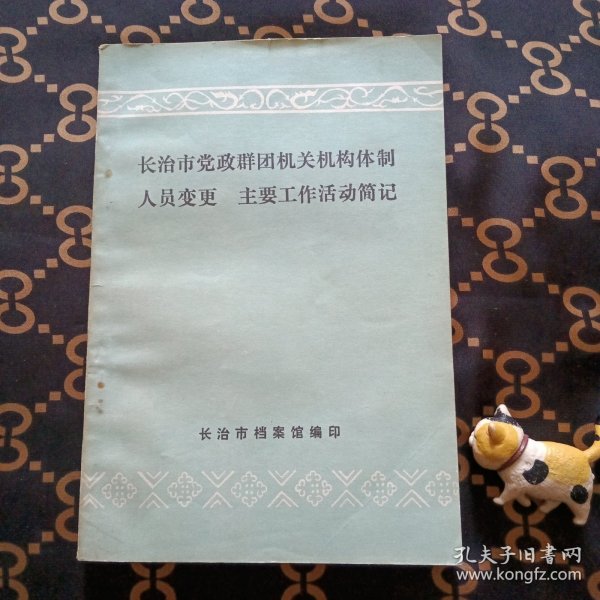 长治市党政群团机关机构体制
人员变更 主要工作活动简记
长治市档案馆编印
孔夫子旧书网
www.kongfz.com